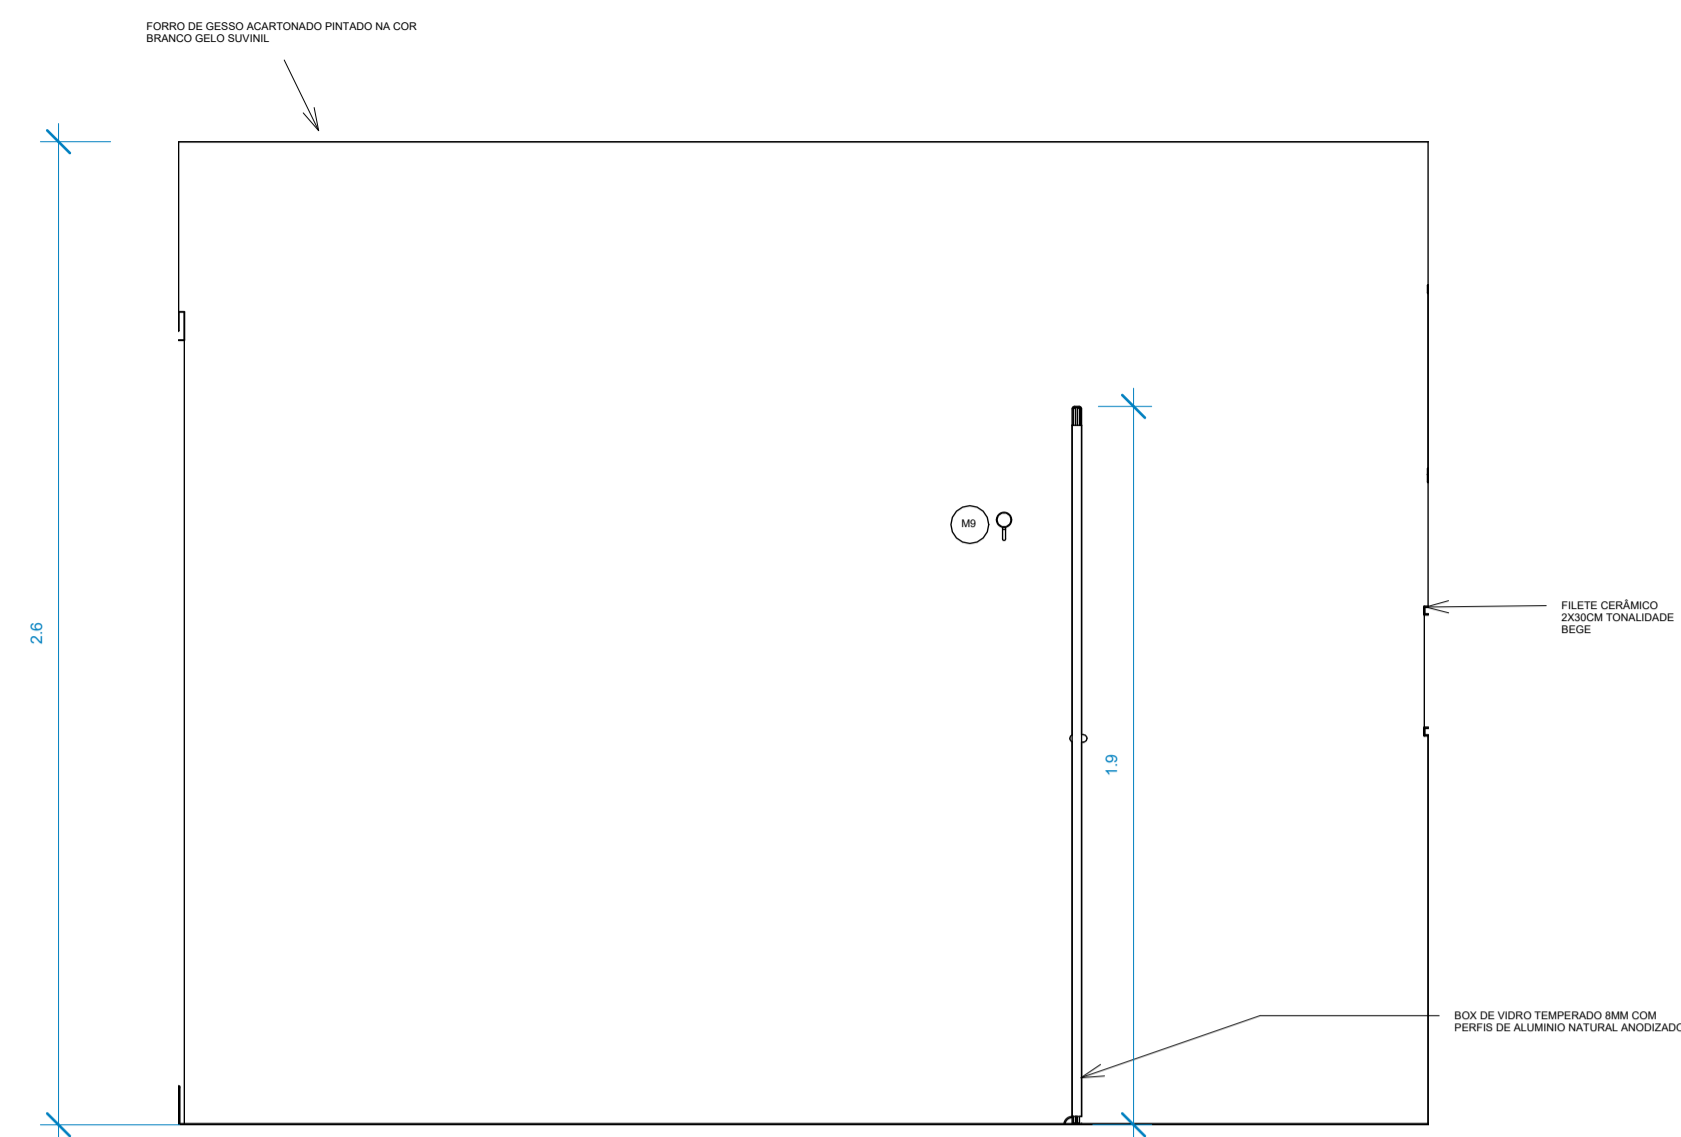 FORRO DE GESSO ACARTONADO PINTADO NA COR
BRANCO GELO SUVINIL
M9
2.6
1.9
FILETE CERÂMICO
2X30CM TONALIDADE
BEGE
BOX DE VIDRO TEMPERADO 8MM COM
PERFIS DE ALUMINIO NATURAL ANODIZADO